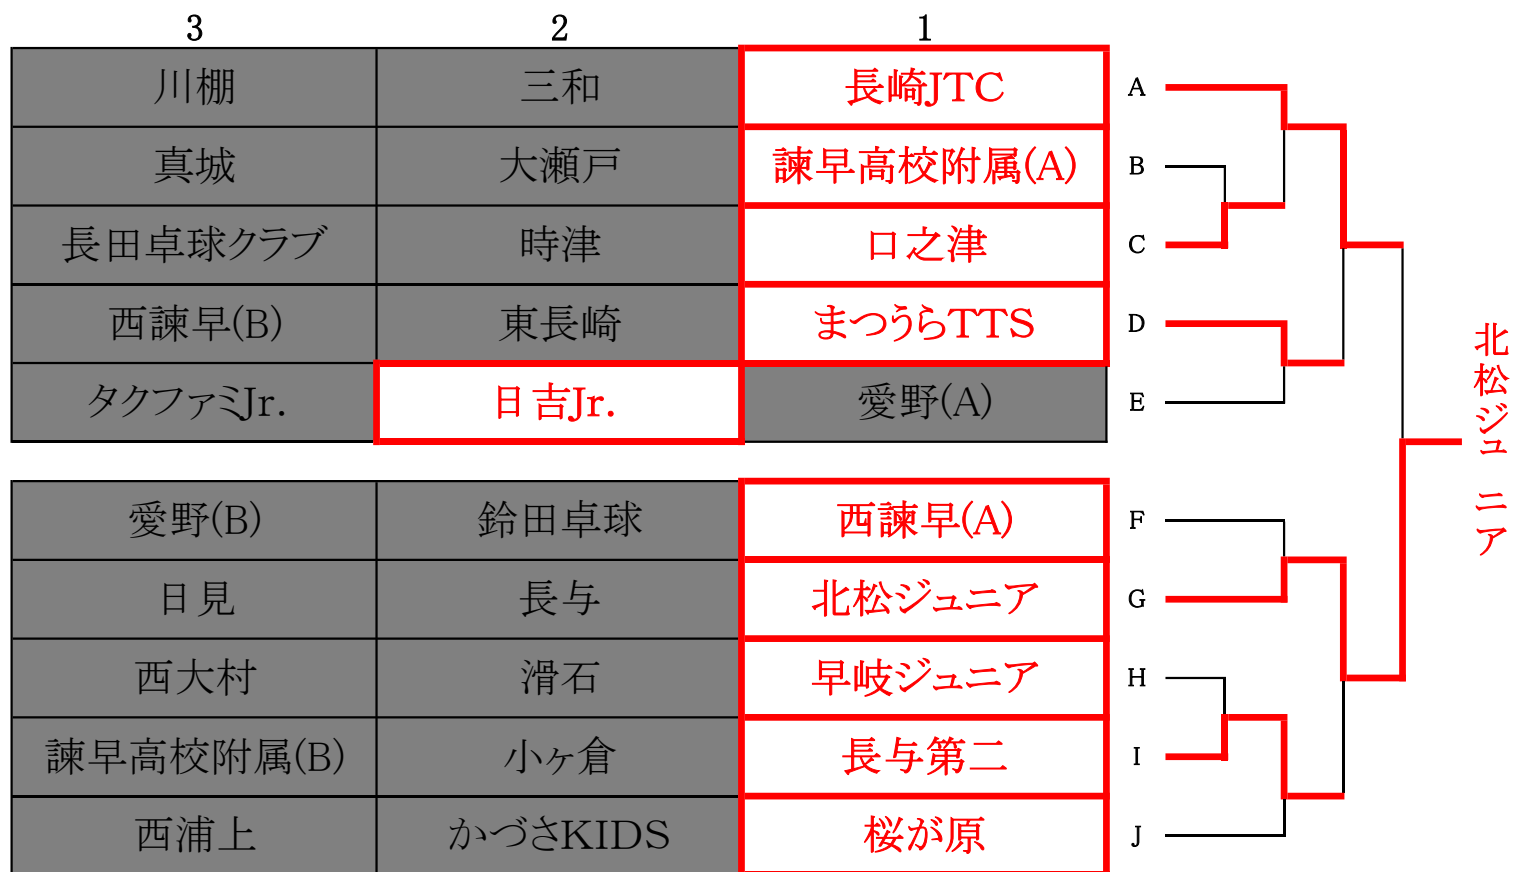 3 2 1
川棚 三和 長崎JTC A
真城 大瀬戸 諫早高校附属(A) B
長田卓球クラブ 時津 口之津 C
西諫早(B) 東長崎 まつうらTTS D
タクファミJr. 日吉Jr. 愛野(A) E
北松ジュニア
愛野(B) 鈴田卓球 西諫早(A) F
日見 長与 北松ジュニア G
西大村 滑石 早岐ジュニア H
諫早高校附属(B) 小ヶ倉 長与第二 I
西浦上 かづさKIDS 桜が原 J